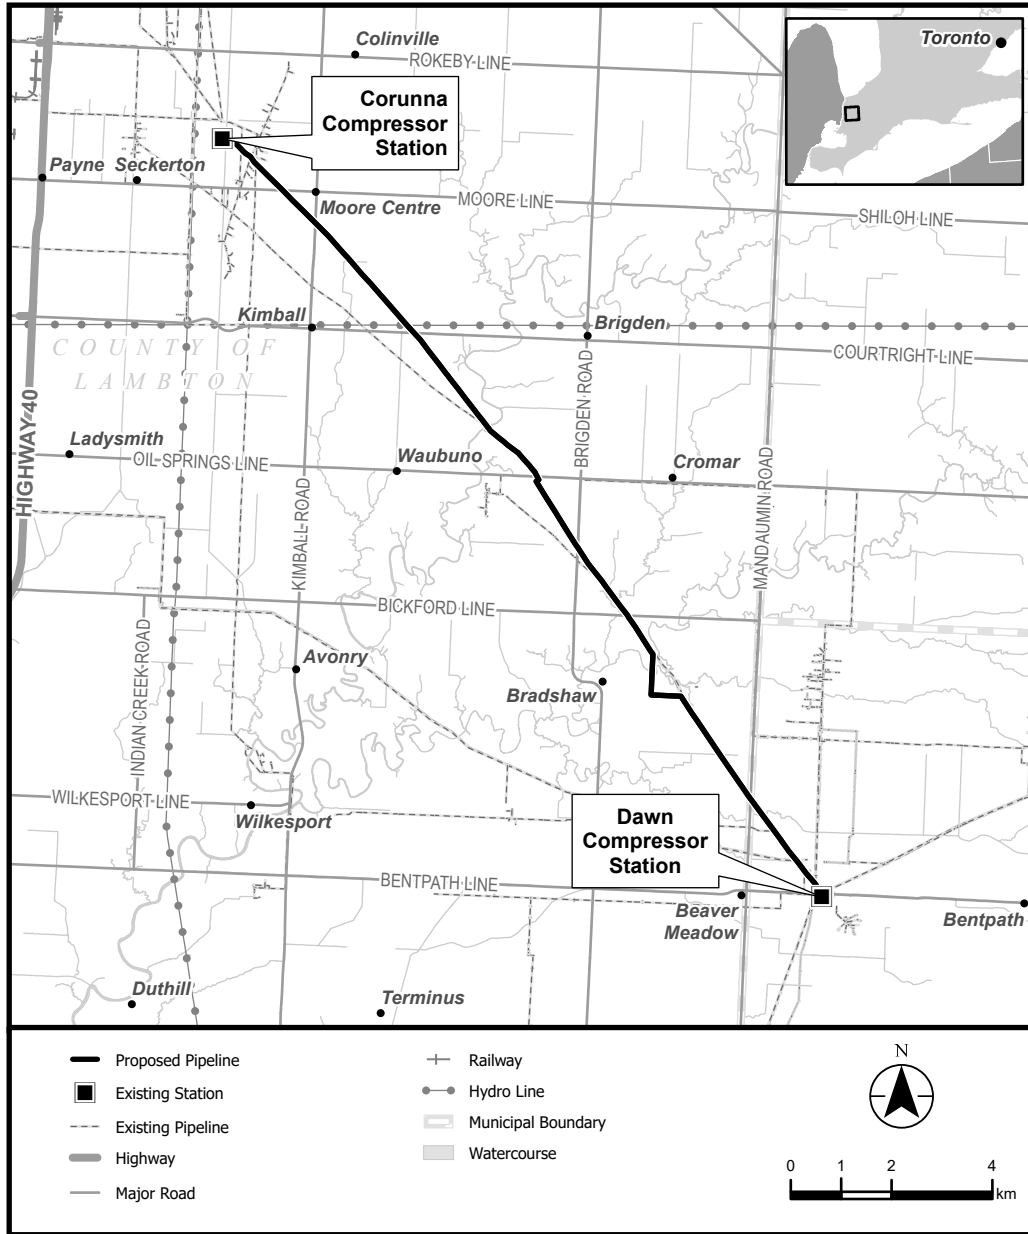 Colinville
ROKEBY LINE
Toronto
Corunna
Compressor
Station
Payne
Seckerton
Moore Centre
MOORE LINE
SHILOH LINE
Kimball
Brigden
COURTRIGHT LINE
COUNTY OF
LAMBTON
HIGHWAY 40
BRIGDEN ROAD
Ladysmith
OIL SPRINGS LINE
Waubuno
Cromar
KIMBALL ROAD
MANDAUMIN ROAD
BICKFORD LINE
INDIAN CREEK ROAD
Avonry
Bradshaw
WILKESPORT LINE
Wilkesport
Dawn
Compressor
Station
BENTPATH LINE
Beaver
Meadow
Bentpath
Duthill
Terminus
Proposed Pipeline
Existing Station
Existing Pipeline
Highway
Major Road
Railway
Hydro Line
Municipal Boundary
Watercourse
N
0 1 2 4
km